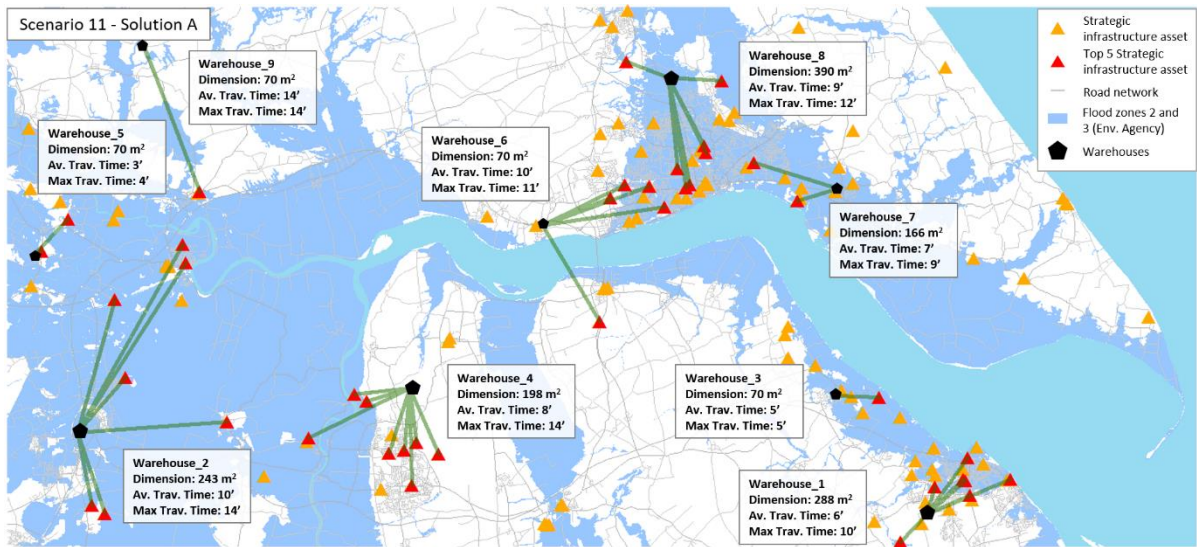 Scenario 11 - Solution A
Warehouse_9
Dimension: 70 m²
Av. Trav. Time: 14'
Max Trav. Time: 14'
Warehouse_8
Dimension: 390 m²
Av. Trav. Time: 9'
Max Trav. Time: 12'
Strategic
infrastructure asset
Top 5 Strategic
infrastructure asset
Road network
Flood zones 2 and
3 (Env. Agency)
Warehouses
Warehouse_5
Dimension: 70 m²
Av. Trav. Time: 3'
Max Trav. Time: 4'
Warehouse_6
Dimension: 70 m²
Av. Trav. Time: 10'
Max Trav. Time: 11'
Warehouse_7
Dimension: 166 m²
Av. Trav. Time: 7'
Max Trav. Time: 9'
Warehouse_4
Dimension: 198 m²
Av. Trav. Time: 8'
Max Trav. Time: 14'
Warehouse_3
Dimension: 70 m²
Av. Trav. Time: 5'
Max Trav. Time: 5'
Warehouse_2
Dimension: 243 m²
Av. Trav. Time: 10'
Max Trav. Time: 14'
Warehouse_1
Dimension: 288 m²
Av. Trav. Time: 6'
Max Trav. Time: 10'